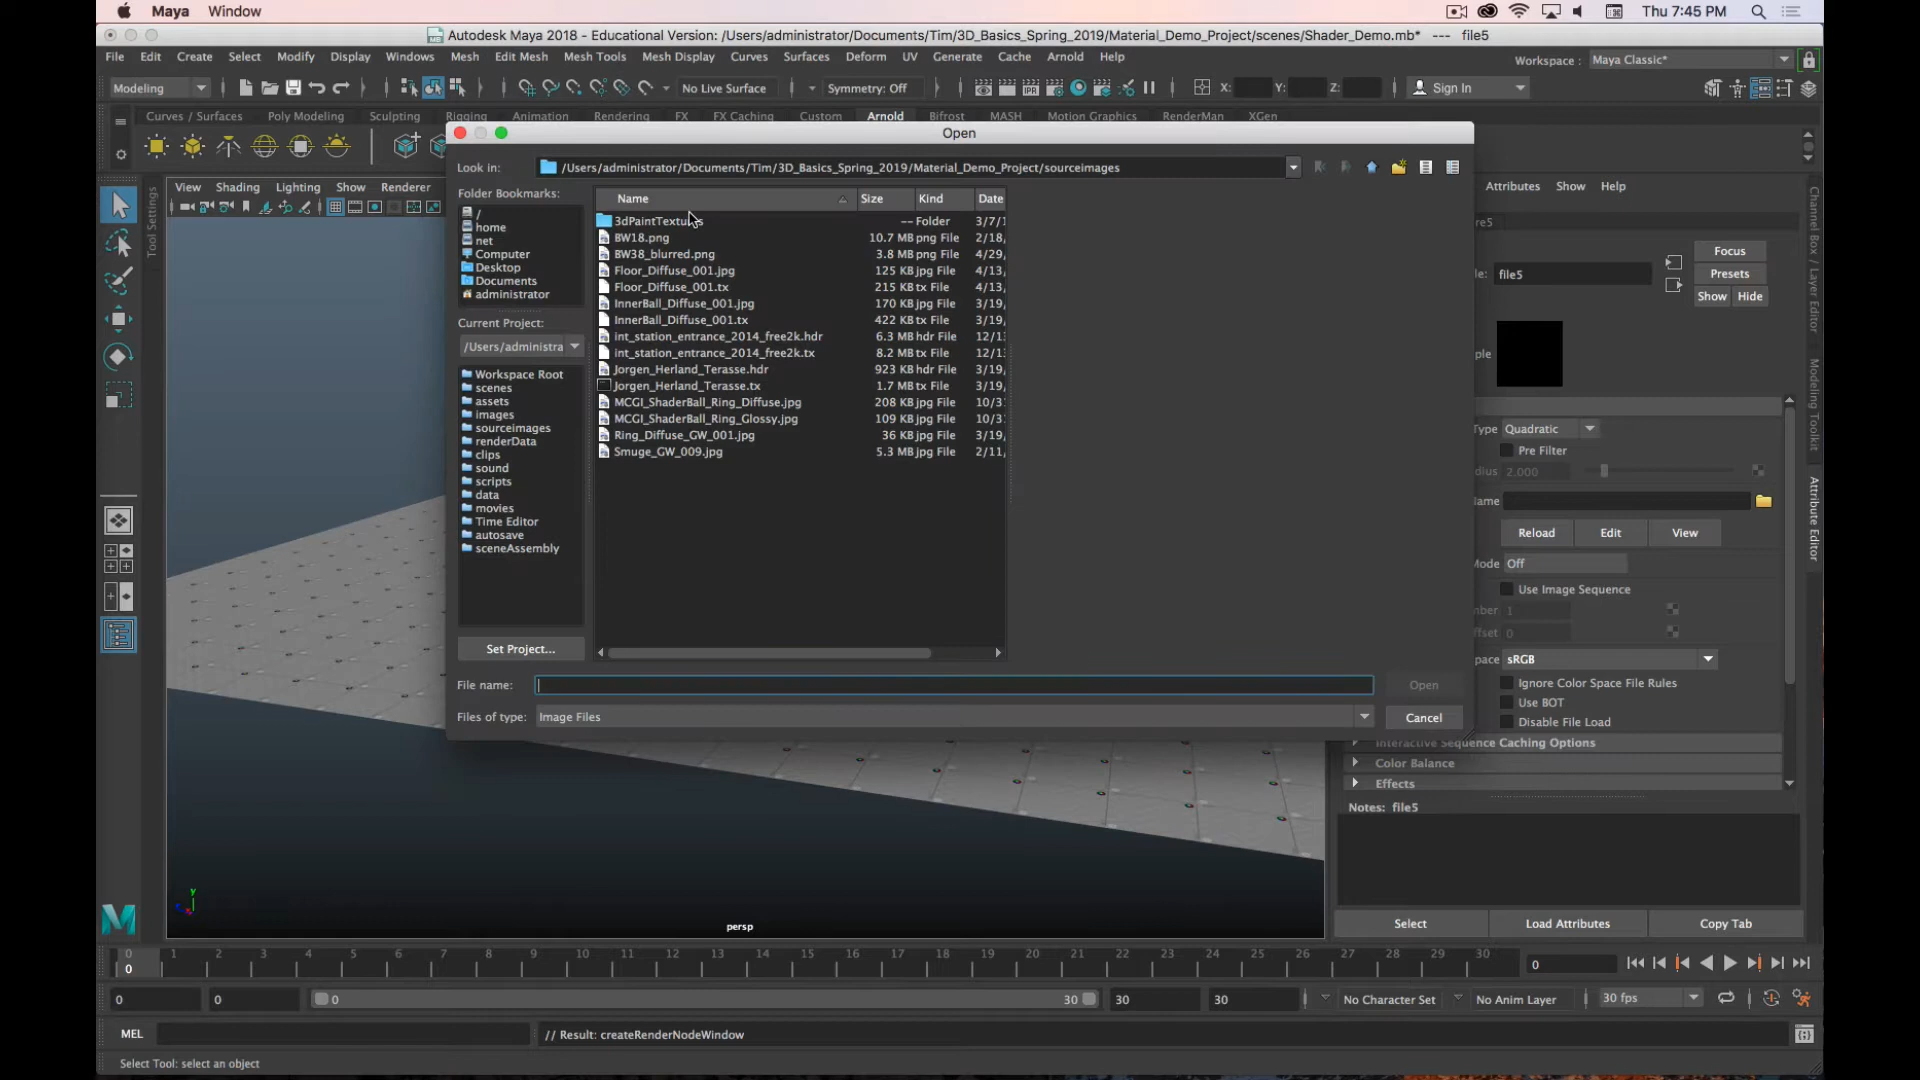 Maya Window Thu 7:45 PM
Autodesk Maya 2018 - Educational Version: /Users/administrator/Documents/Tim/3D_Basics_Spring_2019/Material_Demo_Project/scenes/Shader_Demo.mb* --- file5
File Edit Create Select Modify Display Windows Mesh Edit Mesh Mesh Tools Mesh Display Curves Surfaces Deform UV Generate Cache Arnold Help Workspace : Maya Classic*
Modeling No Live Surface Symmetry: Off X: Y: Z: Sign In
Curves / Surfaces Poly Modeling Sculpting Rigging Animation Rendering FX FX Caching Custom Arnold Bifrost MASH Motion Graphics RenderMan XGen
Open
Look in: /Users/administrator/Documents/Tim/3D_Basics_Spring_2019/Material_Demo_Project/sourceimages
View Shading Lighting Show Renderer
Tool Settings
Folder Bookmarks:
/
home
net
Computer
Desktop
Documents
administrator
Current Project:
/Users/administra
Workspace Root
scenes
assets
images
sourceimages
renderData
clips
sound
scripts
data
movies
Time Editor
autosave
sceneAssembly
Set Project...
Name Size Kind Date
3dPaintTextures -- Folder 3/7/1
BW18.png 10.7 MB png File 2/18,
BW38_blurred.png 3.8 MB png File 4/29,
Floor_Diffuse_001.jpg 125 KB jpg File 4/13,
Floor_Diffuse_001.tx 215 KB tx File 4/13,
InnerBall_Diffuse_001.jpg 170 KB jpg File 3/19,
InnerBall_Diffuse_001.tx 422 KB tx File 3/19,
int_station_entrance_2014_free2k.hdr 6.3 MB hdr File 12/1
int_station_entrance_2014_free2k.tx 8.2 MB tx File 12/1
Jorgen_Herland_Terasse.hdr 923 KB hdr File 3/19,
Jorgen_Herland_Terasse.tx 1.7 MB tx File 3/19,
MCGI_ShaderBall_Ring_Diffuse.jpg 208 KB jpg File 10/3
MCGI_ShaderBall_Ring_Glossy.jpg 109 KB jpg File 10/3
Ring_Diffuse_GW_001.jpg 36 KB jpg File 3/19,
Smuge_GW_009.jpg 5.3 MB jpg File 2/11,
File name: Open
Files of type: Image Files Cancel
Attributes Show Help
Focus
file5 Presets
Show Hide
Type Quadratic
Pre Filter
2.000
Reload Edit View
Mode Off
Use Image Sequence
1
0
sRGB
Ignore Color Space File Rules
Use BOT
Disable File Load
Interactive Sequence Caching Options
Color Balance
Effects
Notes: file5
Select Load Attributes Copy Tab
Channel Box / Layer Editor
Modeling Toolkit
Attribute Editor
y
persp
0 1 2 3 4 5 6 7 8 9 10 11 12 13 14 15 16 17 18 19 20 21 22 23 24 25 26 27 28 29 30
0 0
0 0 0 30 30 30 No Character Set No Anim Layer 30 fps
MEL // Result: createRenderNodeWindow
Select Tool: select an object